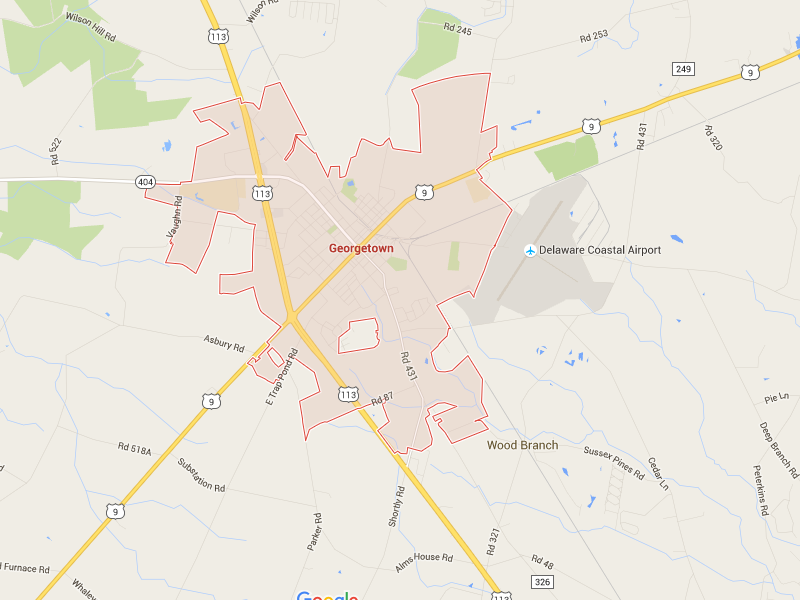 Wilson Rd
Wilson Hill Rd
113
Rd 245
Rd 253
249
9
9
Rd 431
Rd 320
Rd 522
404
113
9
Vaughn Rd
Georgetown
Delaware Coastal Airport
Asbury Rd
E Trap Pond Rd
Rd 431
113
Rd 87
9
Pie Ln
Wood Branch
Rd 518A
Sussex Pines Rd
Cedar Ln
Deep Branch Rd
Peterkins Rd
Substation Rd
9
Shortly Rd
Parker Rd
Rd 321
Alms House Rd
Rd 48
d Furnace Rd
326
Whaley
Google
113